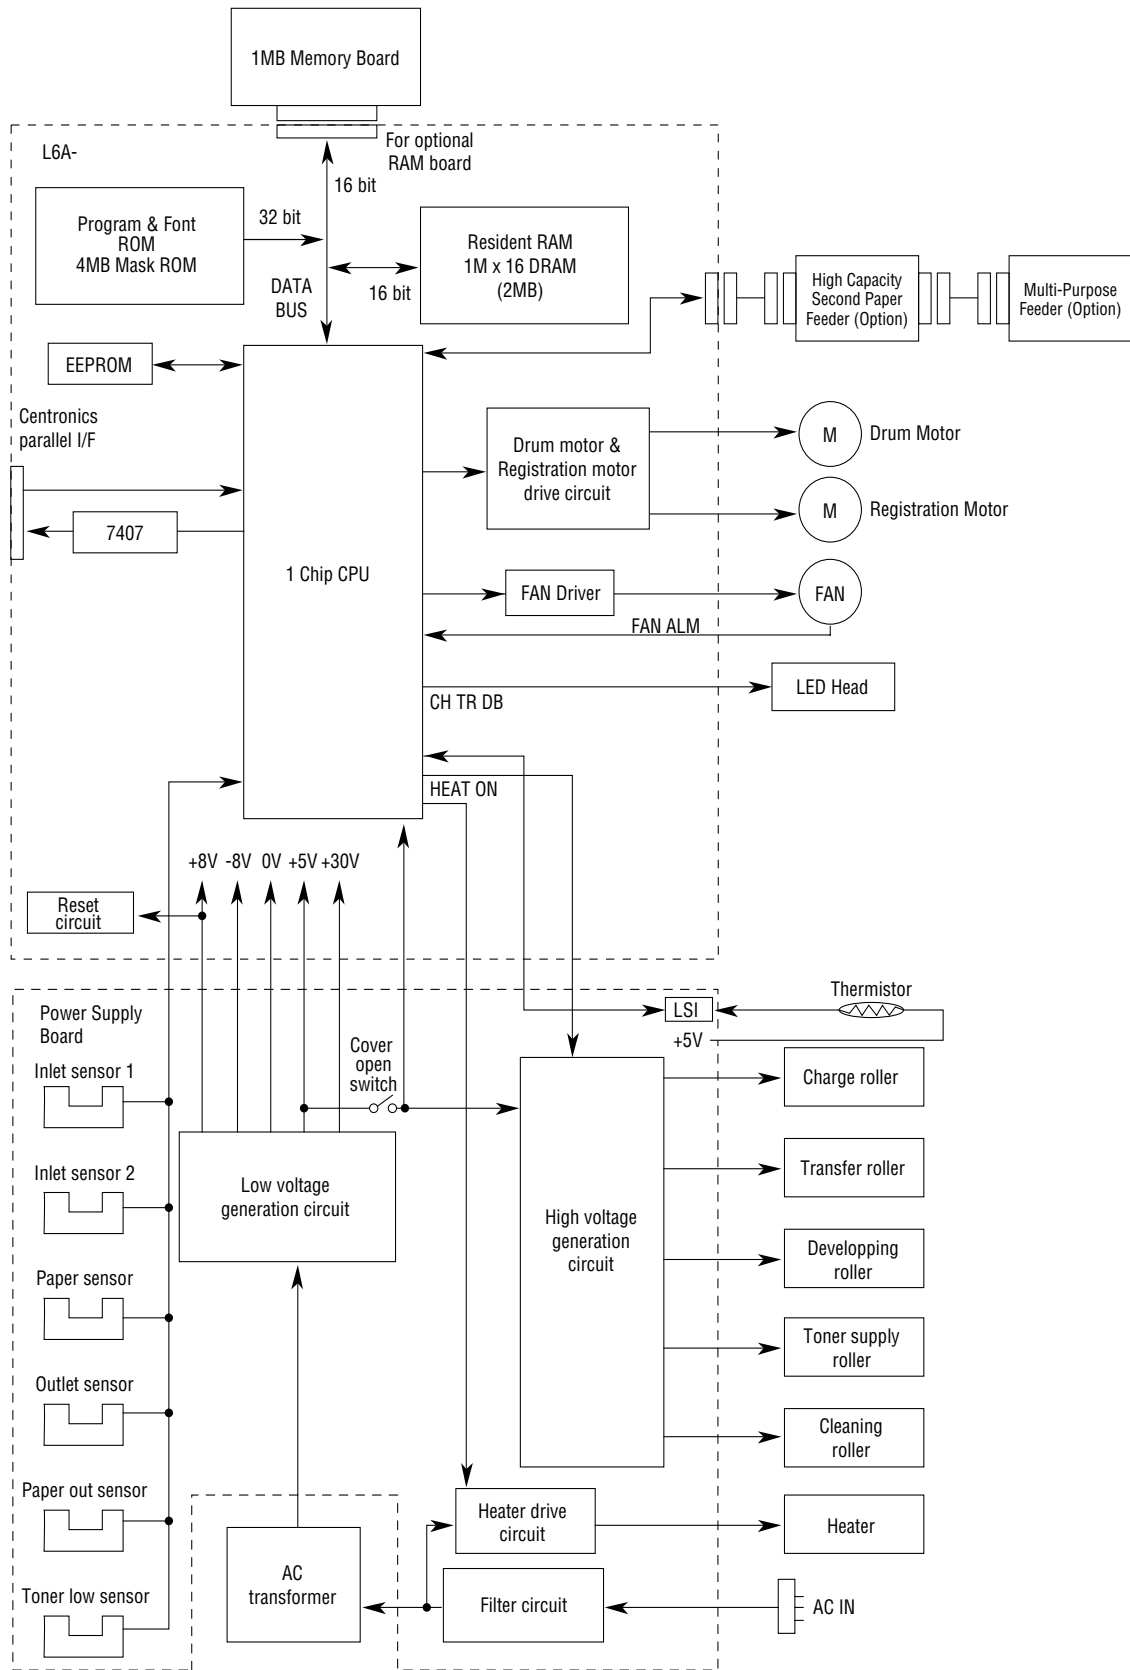 1MB Memory Board
For optional
RAM board
L6A-
16 bit
Program & Font
ROM
4MB Mask ROM
32 bit
Resident RAM
1M x 16 DRAM
(2MB)
DATA
BUS
16 bit
High Capacity
Second Paper
Feeder (Option)
Multi-Purpose
Feeder (Option)
EEPROM
Centronics
parallel I/F
Drum motor &
Registration motor
drive circuit
M
Drum Motor
M
Registration Motor
7407
1 Chip CPU
FAN Driver
FAN
FAN ALM
LED Head
CH TR DB
HEAT ON
+8V -8V 0V +5V +30V
Reset
circuit
Power Supply
Board
Thermistor
LSI
+5V
Cover
open
switch
Inlet sensor 1
Charge roller
Inlet sensor 2
Low voltage
generation circuit
Transfer roller
High voltage
generation
circuit
Developping
roller
Paper sensor
Toner supply
roller
Outlet sensor
Cleaning
roller
Paper out sensor
Heater drive
circuit
Heater
AC
transformer
Toner low sensor
Filter circuit
AC IN